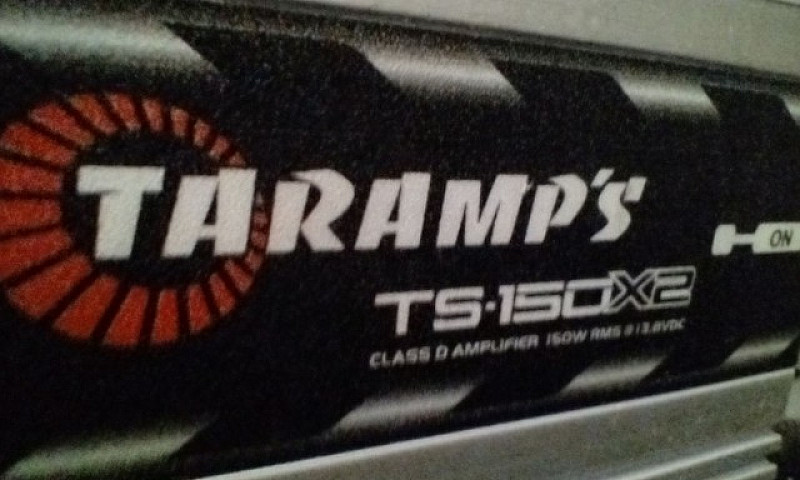 TARAMP'S
ON
TS·150X2
CLASS D AMPLIFIER 150W RMS @ 13.8VDC